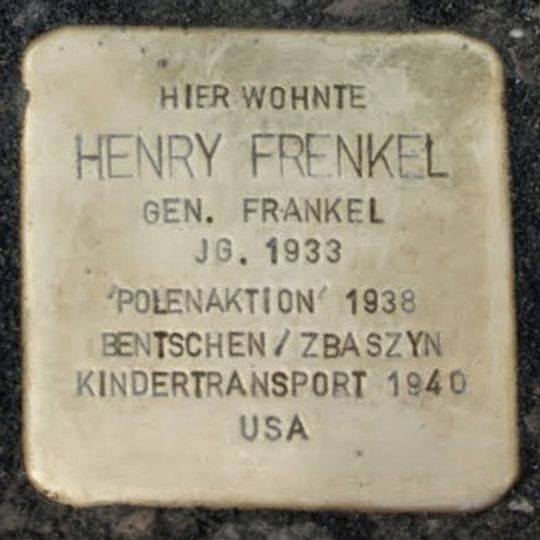 HIER WOHNTE
HENRY FRENKEL
GEN. FRANKEL
JG. 1933
'POLENAKTION' 1938
BENTSCHEN / ZBASZYN
KINDERTRANSPORT 1940
USA